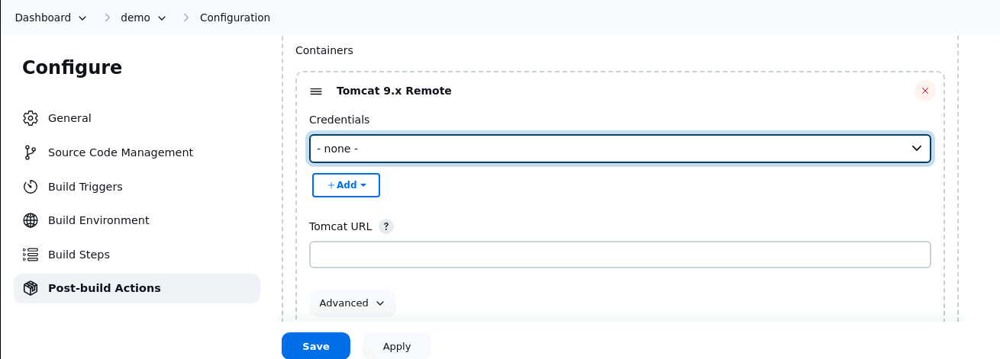 Dashboard demo Configuration
Configure
General
Source Code Management
Build Triggers
Build Environment
Build Steps
Post-build Actions
Containers
Tomcat 9.x Remote
Credentials
- none -
+Add
Tomcat URL ?
Advanced
Save Apply